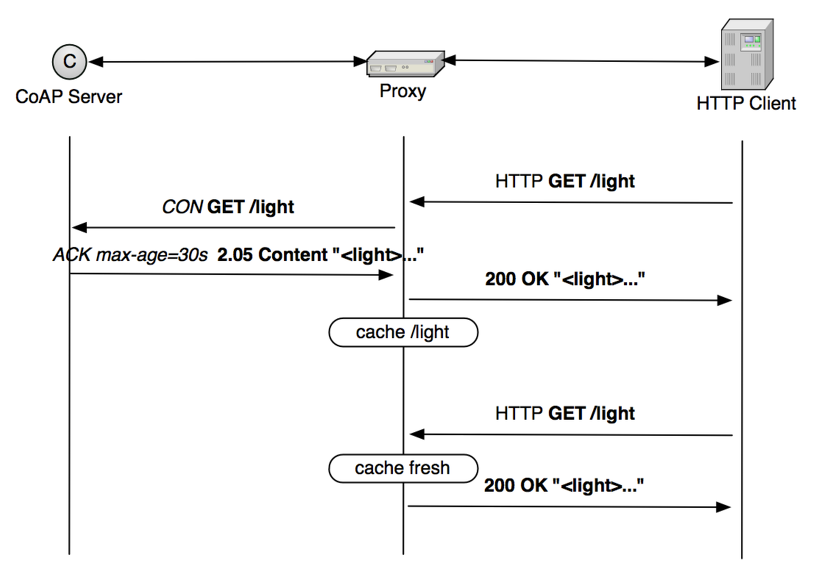 C
CoAP Server
Proxy
HTTP Client
HTTP GET /light
CON GET /light
ACK max-age=30s 2.05 Content "<light>..."
200 OK "<light>..."
cache /light
HTTP GET /light
cache fresh
200 OK "<light>..."